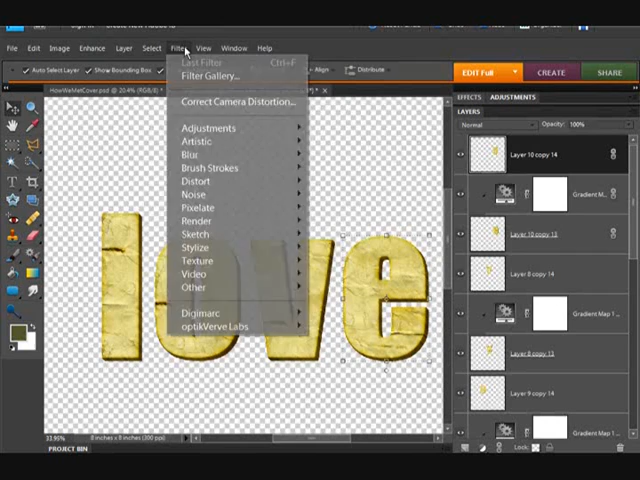 File Edit Image Enhance Layer Select Filter View Window Help
Auto Select Layer Show Bounding Box Align Distribute
EDIT Full CREATE SHARE
HowWeMetCover.psd @ 20.4% (RGB/8) *
EFFECTS ADJUSTMENTS
LAYERS
Normal Opacity: 100%
Last Filter Ctrl+F
Filter Gallery...
Correct Camera Distortion...
Adjustments
Artistic
Blur
Brush Strokes
Distort
Noise
Pixelate
Render
Sketch
Stylize
Texture
Video
Other
Digimarc
optikVerve Labs
love
Layer 10 copy 14
Gradient M...
Layer 10 copy 13
Layer 8 copy 14
Gradient Map 1 ...
Layer 8 copy 13
Layer 9 copy 14
Gradient Map 1 ...
Lock:
33.95% 8 inches x 8 inches (300 ppi)
PROJECT BIN